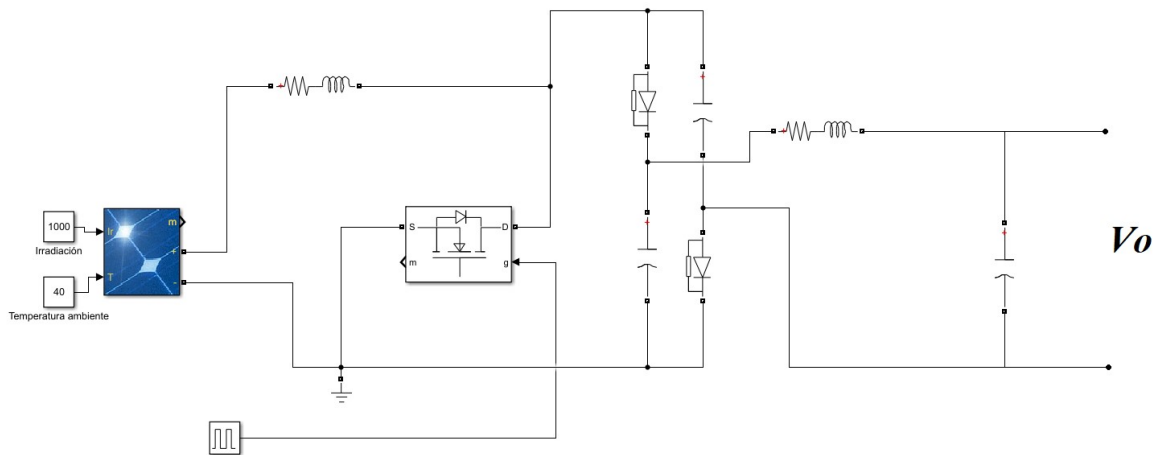 1000
Irradiación
40
Temperatura ambiente
Ir
T
m
+
-
S
D
m
g
+
+
+
+
+
+
Vo